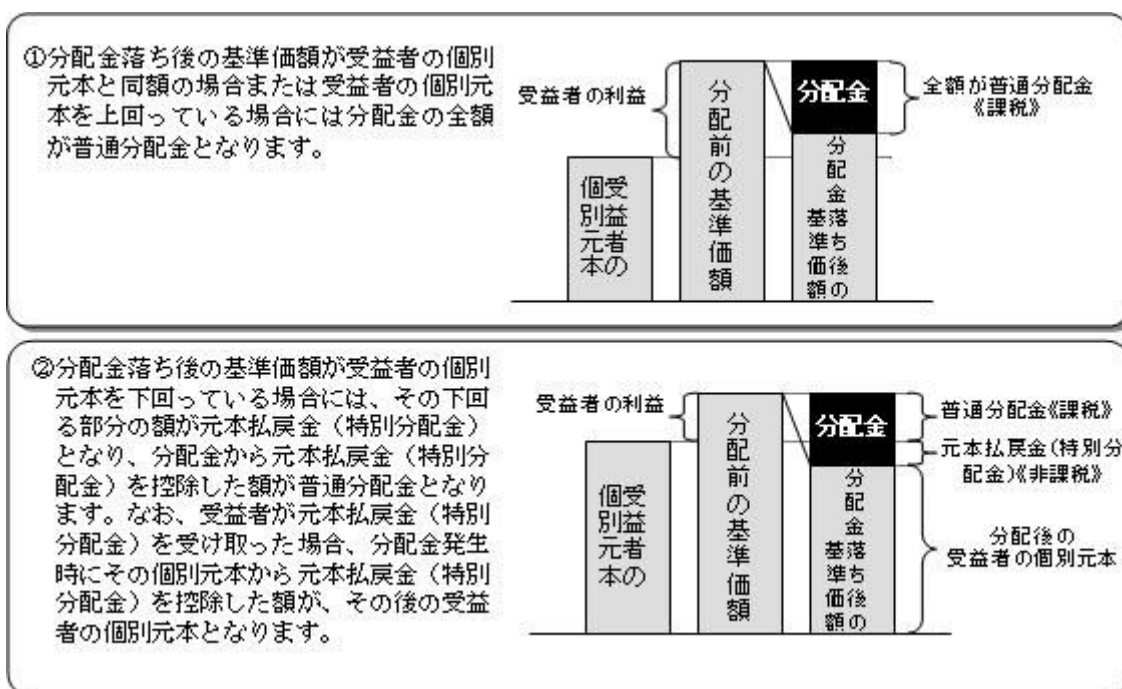 ①分配金落ち後の基準価額が受益者の個別
元本と同額の場合または受益者の個別元
本を上回っている場合には分配金の全額
が普通分配金となります。
受益者の利益
受益者の
個別元本
分配前の基準価額
分配金
分配金落ち後の
基準価額
全額が普通分配金
《課税》
②分配金落ち後の基準価額が受益者の個別
元本を下回っている場合には、その下回
る部分の額が元本払戻金（特別分配金）
となり、分配金から元本払戻金（特別分
配金）を控除した額が普通分配金となり
ます。なお、受益者が元本払戻金（特別
分配金）を受け取った場合、分配金発生
時にその個別元本から元本払戻金（特別
分配金）を控除した額が、その後の受益
者の個別元本となります。
受益者の利益
受益者の
個別元本
分配前の基準価額
分配金
分配金落ち後の
基準価額
普通分配金《課税》
元本払戻金（特別分
配金）《非課税》
分配後の
受益者の個別元本